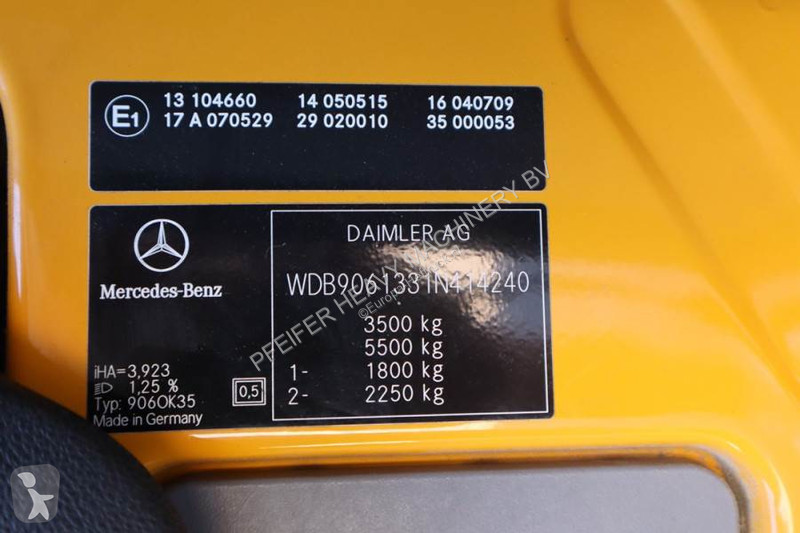 E1
13 104660 14 050515 16 040709
17 A 070529 29 020010 35 000053
Mercedes-Benz
DAIMLER AG
WDB9061331N414240
3500 kg
5500 kg
1- 1800 kg
2- 2250 kg
iHA=3,923
1,25 %
Typ: 906OK35
0,5
Made in Germany
PFEIFER HEAVY MACHINERY BV